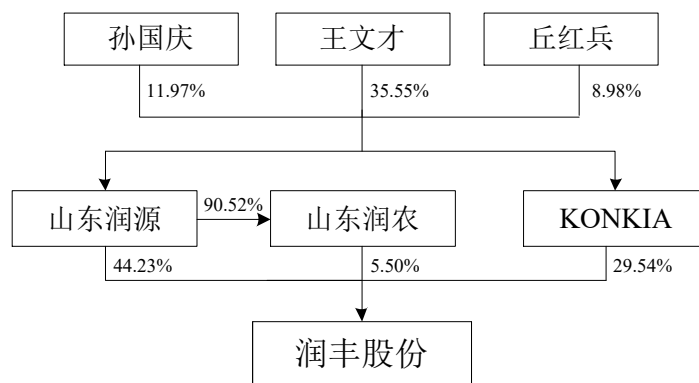 孙国庆
王文才
丘红兵
11.97%
35.55%
8.98%
山东润源
90.52%
山东润农
KONKIA
44.23%
5.50%
29.54%
润丰股份